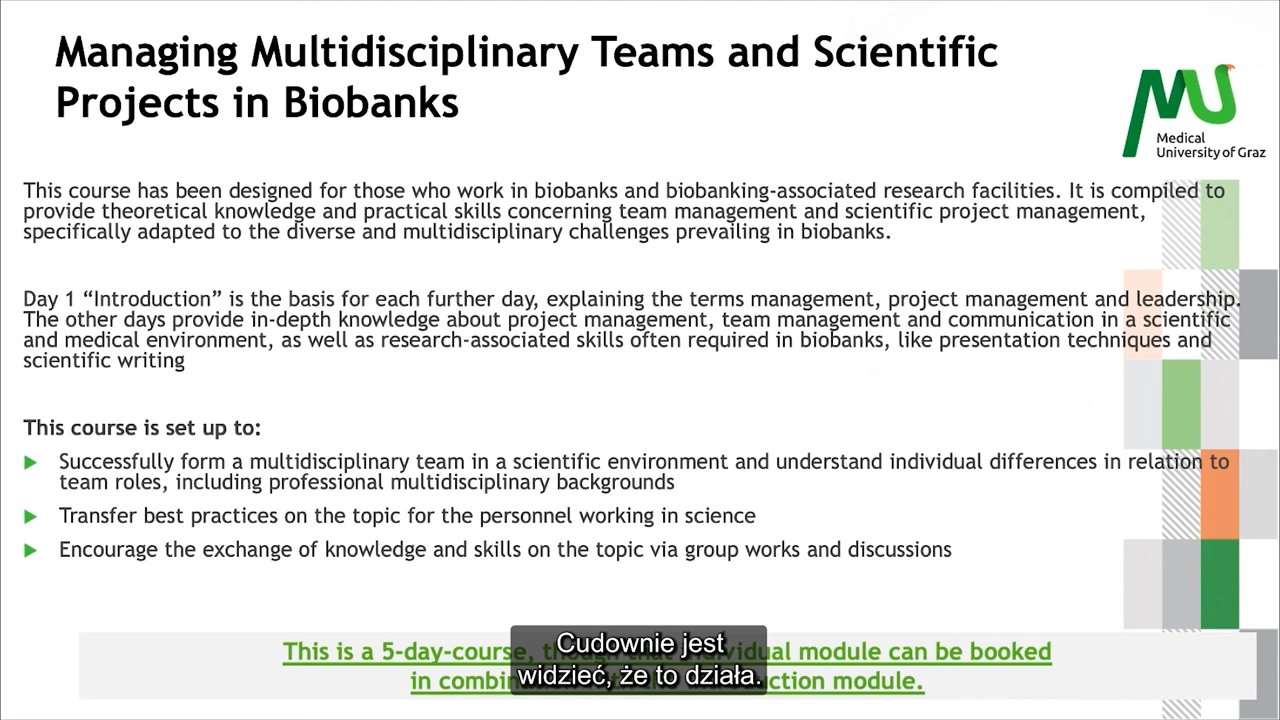 Managing Multidisciplinary Teams and Scientific
Projects in Biobanks
Medical
University of Graz
This course has been designed for those who work in biobanks and biobanking-associated research facilities. It is compiled to
provide theoretical knowledge and practical skills concerning team management and scientific project management,
specifically adapted to the diverse and multidisciplinary challenges prevailing in biobanks.
Day 1 “Introduction” is the basis for each further day, explaining the terms management, project management and leadership.
The other days provide in-depth knowledge about project management, team management and communication in a scientific
and medical environment, as well as research-associated skills often required in biobanks, like presentation techniques and
scientific writing
This course is set up to:
Successfully form a multidisciplinary team in a scientific environment and understand individual differences in relation to
team roles, including professional multidisciplinary backgrounds
Transfer best practices on the topic for the personnel working in science
Encourage the exchange of knowledge and skills on the topic via group works and discussions
This is a 5-day-course, module can be booked
in module.
Cudownie jest
widzieć, że to działa.